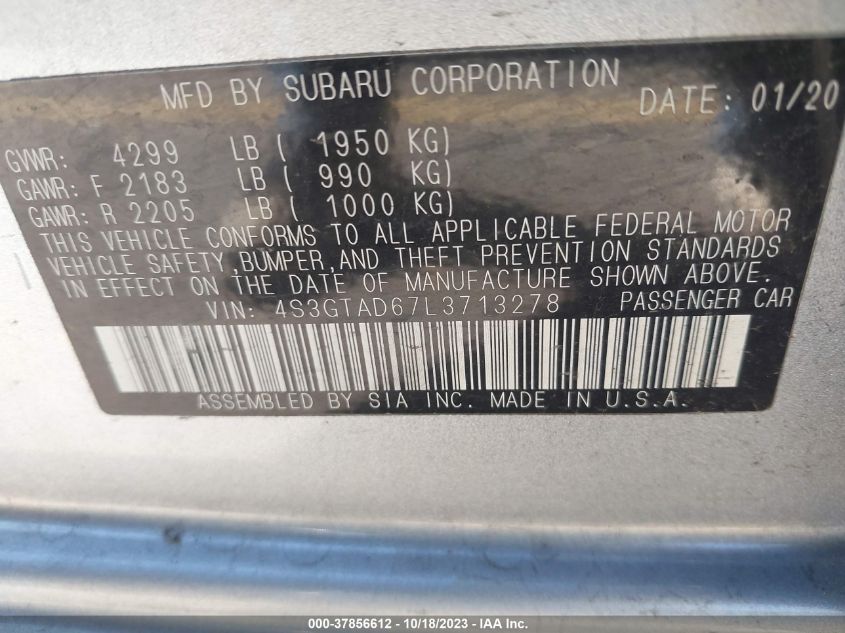 MFD BY SUBARU CORPORATION DATE: 01/20
GVWR: 4299 LB ( 1950 KG)
GAWR: F 2183 LB ( 990 KG)
GAWR: R 2205 LB ( 1000 KG)
THIS VEHICLE CONFORMS TO ALL APPLICABLE FEDERAL MOTOR
VEHICLE SAFETY,BUMPER,AND THEFT PREVENTION STANDARDS
IN EFFECT ON THE DATE OF MANUFACTURE SHOWN ABOVE.
VIN: 4S3GTAD67L3713278 PASSENGER CAR
ASSEMBLED BY SIA INC. MADE IN U.S.A.
000-37856612 - 10/18/2023 - IAA Inc.